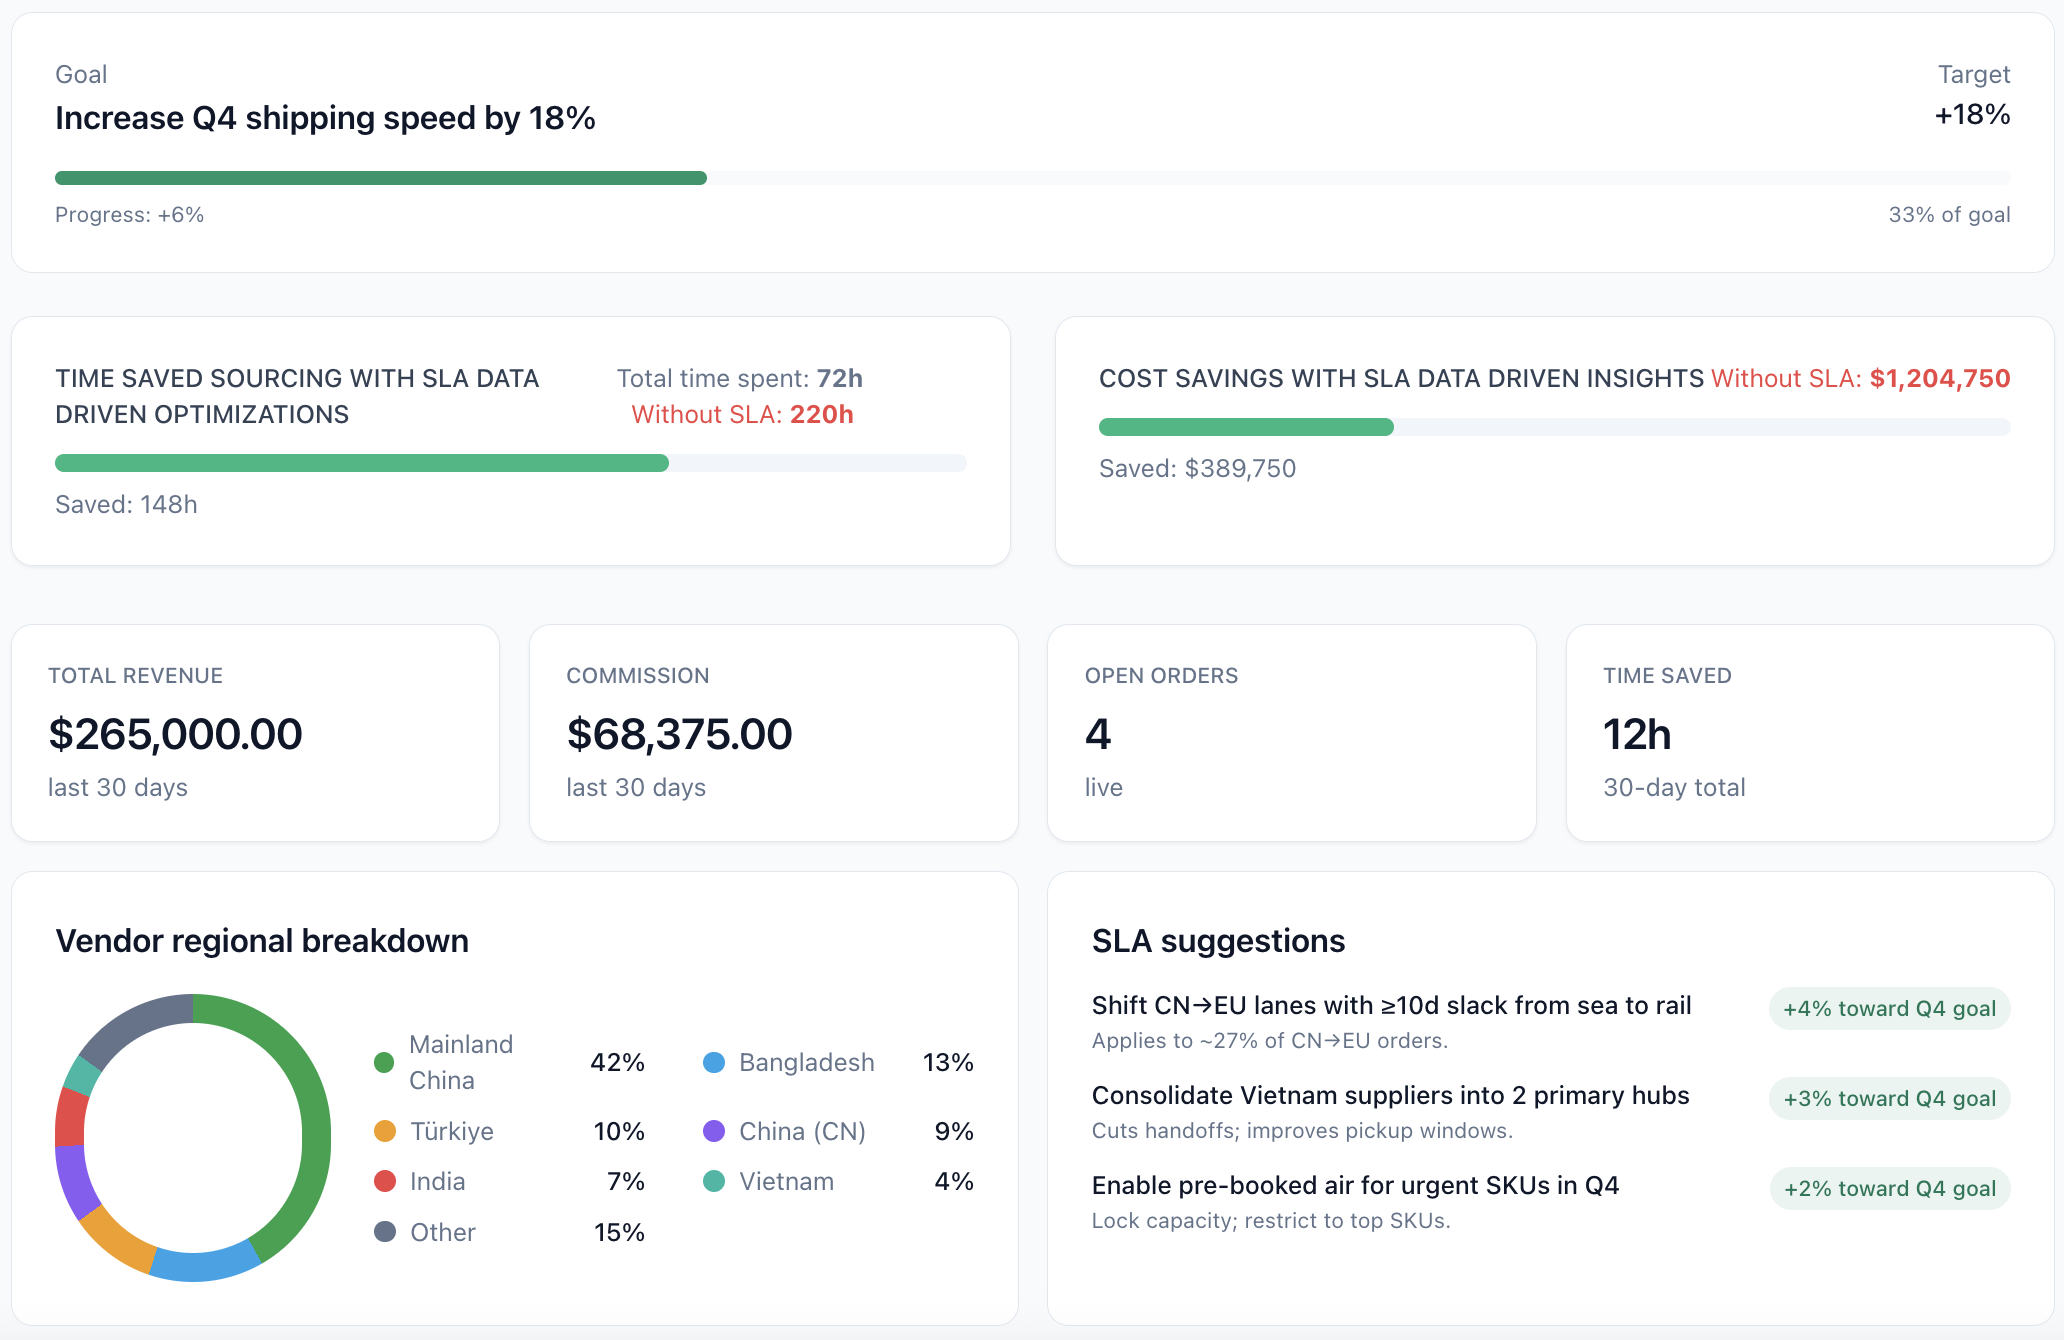 Goal
Target
Increase Q4 shipping speed by 18%
+18%
Progress: +6%
33% of goal
TIME SAVED SOURCING WITH SLA DATA
DRIVEN OPTIMIZATIONS
Total time spent: 72h
Without SLA: 220h
Saved: 148h
COST SAVINGS WITH SLA DATA DRIVEN INSIGHTS
Without SLA: $1,204,750
Saved: $389,750
TOTAL REVENUE
$265,000.00
last 30 days
COMMISSION
$68,375.00
last 30 days
OPEN ORDERS
4
live
TIME SAVED
12h
30-day total
Vendor regional breakdown
Mainland
China
42%
Bangladesh
13%
Türkiye
10%
China (CN)
9%
India
7%
Vietnam
4%
Other
15%
SLA suggestions
Shift CN→EU lanes with ≥10d slack from sea to rail
Applies to ~27% of CN→EU orders.
+4% toward Q4 goal
Consolidate Vietnam suppliers into 2 primary hubs
Cuts handoffs; improves pickup windows.
+3% toward Q4 goal
Enable pre-booked air for urgent SKUs in Q4
Lock capacity; restrict to top SKUs.
+2% toward Q4 goal